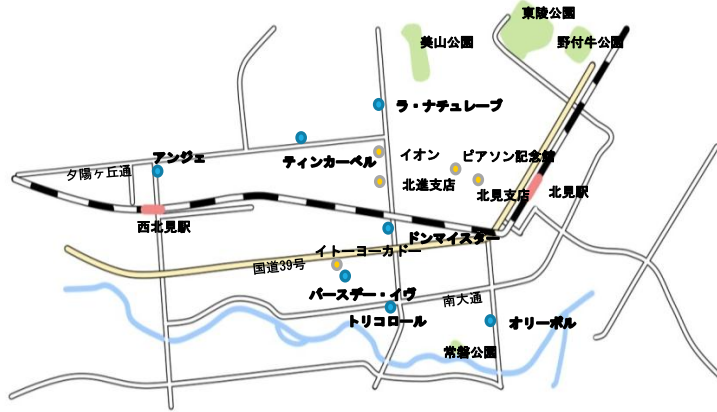 東陵公園
美山公園
野付牛公園
ラ・ナチュレーブ
アンジェ
ティンカーベル
イオン
ピアソン記念館
夕陽ヶ丘通
北進支店
北見支店
北見駅
西北見駅
ドンマイスター
イトーヨーカドー
国道39号
バースデー・イヴ
南大通
トリコロール
オリーボル
常磐公園